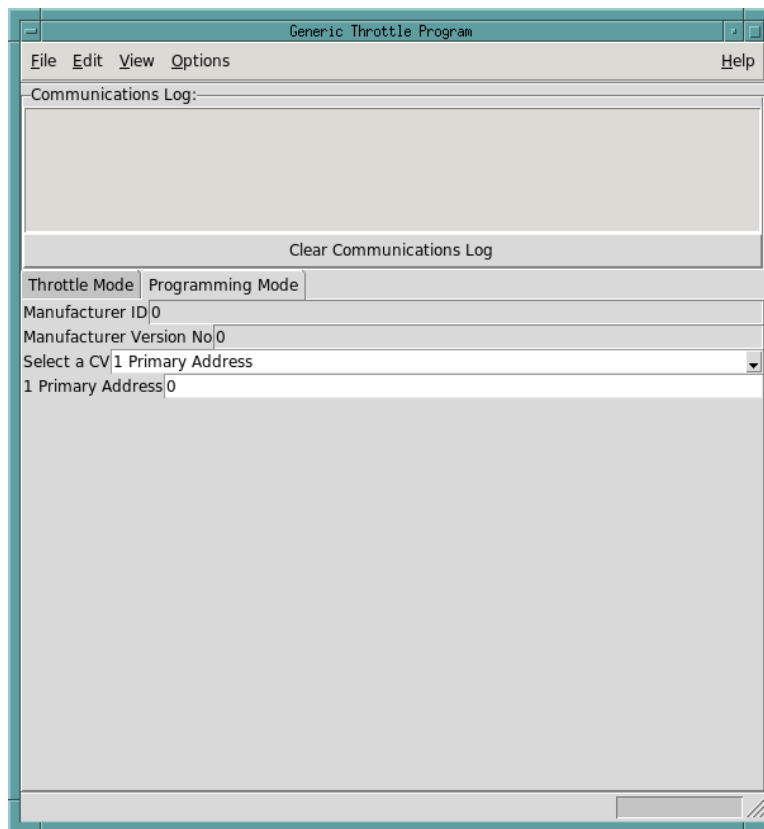 Generic Throttle Program
File Edit View Options Help
Communications Log:
Clear Communications Log
Throttle Mode Programming Mode
Manufacturer ID 0
Manufacturer Version No 0
Select a CV 1 Primary Address
1 Primary Address 0